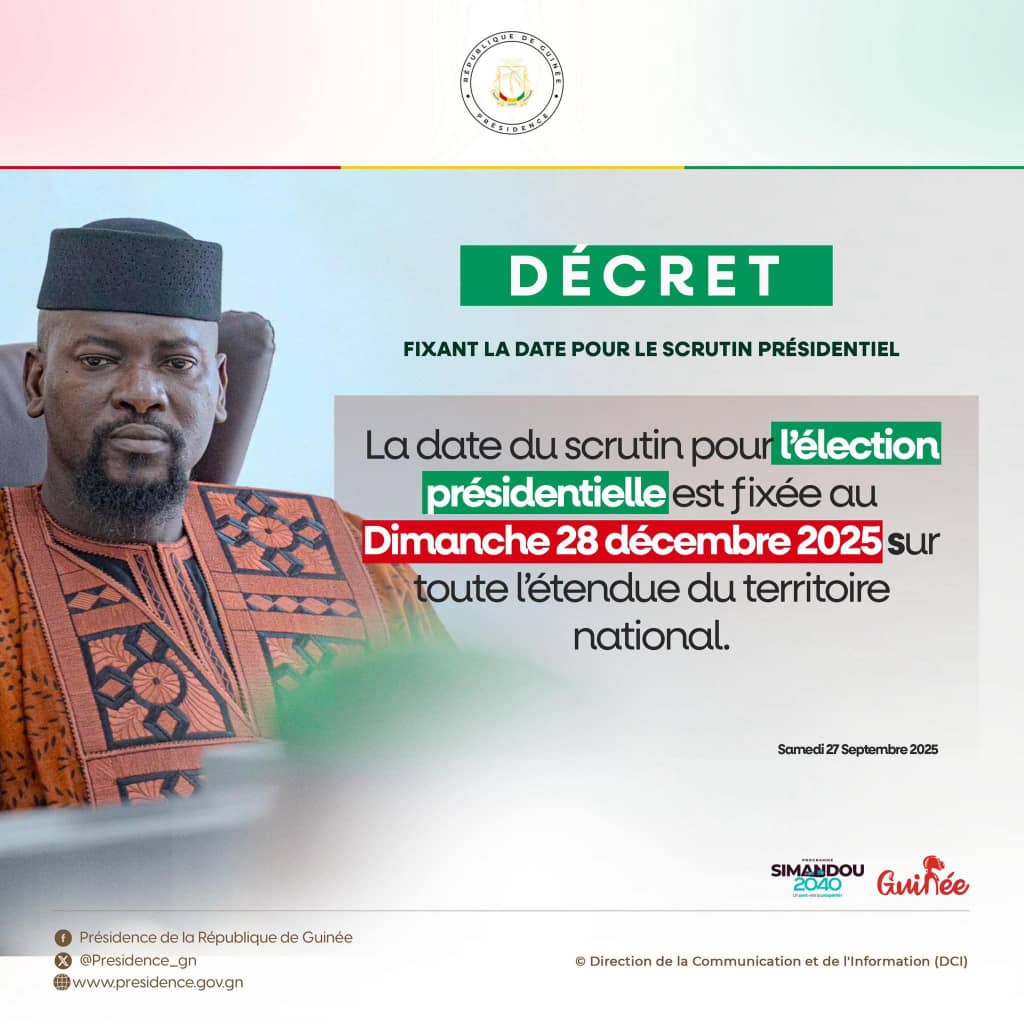 RÉPUBLIQUE DE GUINÉE
PRÉSIDENCE
DÉCRET
FIXANT LA DATE POUR LE SCRUTIN PRÉSIDENTIEL
La date du scrutin pour l'élection
présidentielle est fixée au
Dimanche 28 décembre 2025 sur
toute l'étendue du territoire
national.
Samedi 27 Septembre 2025
PROGRAMME
SIMANDOU
2040
Guinée
Présidence de la République de Guinée
@Presidence_gn
www.presidence.gov.gn
© Direction de la Communication et de l'Information (DCI)